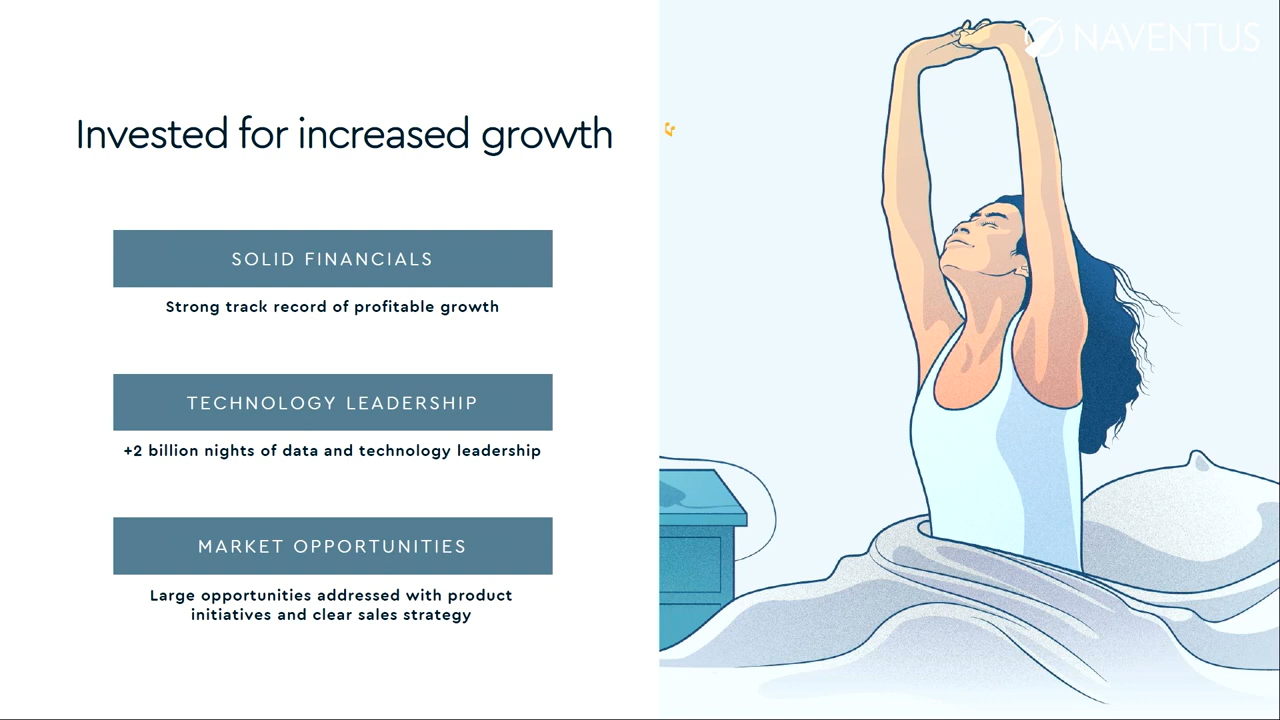 NAVENTUS
Invested for increased growth
SOLID FINANCIALS
Strong track record of profitable growth
TECHNOLOGY LEADERSHIP
+2 billion nights of data and technology leadership
MARKET OPPORTUNITIES
Large opportunities addressed with product
initiatives and clear sales strategy